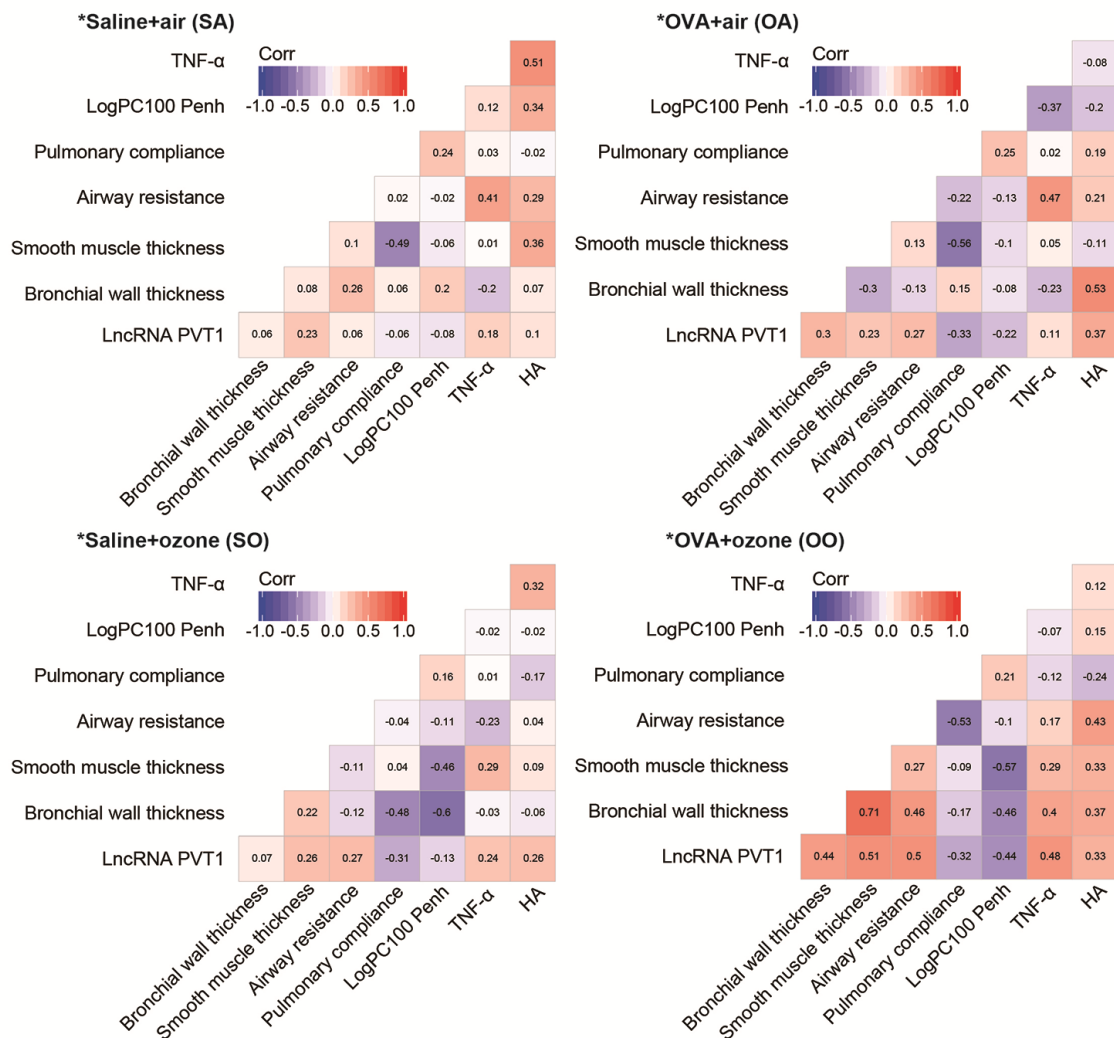 *Saline+air (SA)
TNF-α
Corr
-1.0 -0.5 0.0 0.5 1.0
0.51
LogPC100 Penh
0.12 0.34
Pulmonary compliance
0.24 0.03 -0.02
Airway resistance
0.02 -0.02 0.41 0.29
Smooth muscle thickness
0.1 -0.49 -0.06 0.01 0.36
Bronchial wall thickness
0.08 0.26 0.06 0.2 -0.2 0.07
LncRNA PVT1
0.06 0.23 0.06 -0.06 -0.08 0.18 0.1
Bronchial wall thickness
Smooth muscle thickness
Airway resistance
Pulmonary compliance
LogPC100 Penh
TNF-α
HA
*OVA+air (OA)
TNF-α
Corr
-1.0 -0.5 0.0 0.5 1.0
-0.08
LogPC100 Penh
-0.37 -0.2
Pulmonary compliance
0.25 0.02 0.19
Airway resistance
-0.22 -0.13 0.47 0.21
Smooth muscle thickness
0.13 -0.56 -0.1 0.05 -0.11
Bronchial wall thickness
-0.3 -0.13 0.15 -0.08 -0.23 0.53
LncRNA PVT1
0.3 0.23 0.27 -0.33 -0.22 0.11 0.37
Bronchial wall thickness
Smooth muscle thickness
Airway resistance
Pulmonary compliance
LogPC100 Penh
TNF-α
HA
*Saline+ozone (SO)
TNF-α
Corr
-1.0 -0.5 0.0 0.5 1.0
0.32
LogPC100 Penh
-0.02 -0.02
Pulmonary compliance
0.16 0.01 -0.17
Airway resistance
-0.04 -0.11 -0.23 0.04
Smooth muscle thickness
-0.11 0.04 -0.46 0.29 0.09
Bronchial wall thickness
0.22 -0.12 -0.48 -0.6 -0.03 -0.06
LncRNA PVT1
0.07 0.26 0.27 -0.31 -0.13 0.24 0.26
Bronchial wall thickness
Smooth muscle thickness
Airway resistance
Pulmonary compliance
LogPC100 Penh
TNF-α
HA
*OVA+ozone (OO)
TNF-α
Corr
-1.0 -0.5 0.0 0.5 1.0
0.12
LogPC100 Penh
-0.07 0.15
Pulmonary compliance
0.21 -0.12 -0.24
Airway resistance
-0.53 -0.1 0.17 0.43
Smooth muscle thickness
0.27 -0.09 -0.57 0.29 0.33
Bronchial wall thickness
0.71 0.46 -0.17 -0.46 0.4 0.37
LncRNA PVT1
0.44 0.51 0.5 -0.32 -0.44 0.48 0.33
Bronchial wall thickness
Smooth muscle thickness
Airway resistance
Pulmonary compliance
LogPC100 Penh
TNF-α
HA